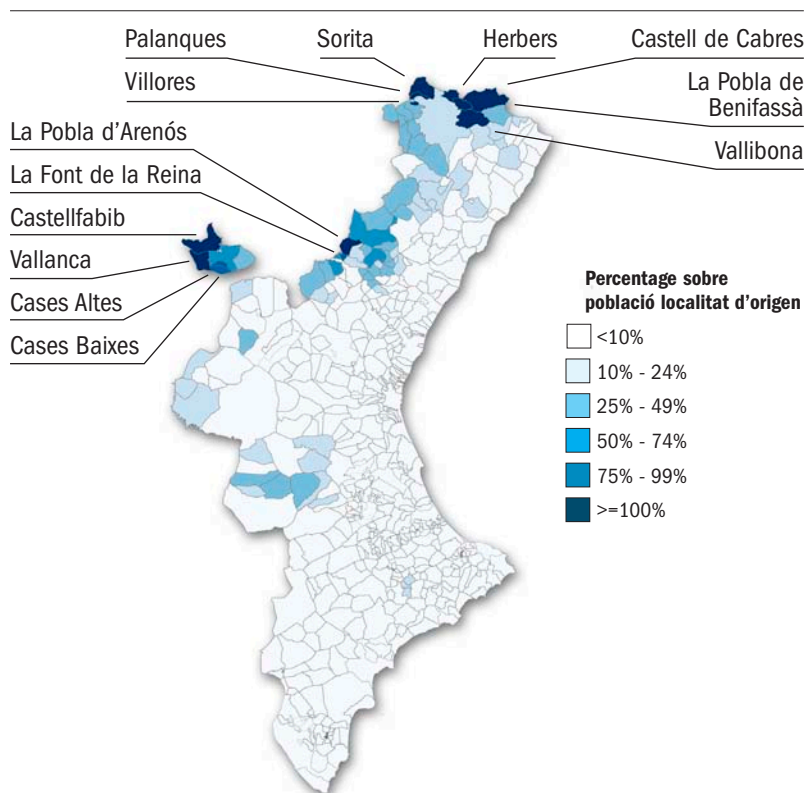 Palanques
Sorita
Herbers
Castell de Cabres
Villores
La Pobla de
Benifassà
La Pobla d'Arenós
Vallibona
La Font de la Reina
Castellfabib
Vallanca
Cases Altes
Cases Baixes
Percentage sobre
població localitat d'origen
<10%
10% - 24%
25% - 49%
50% - 74%
75% - 99%
>=100%